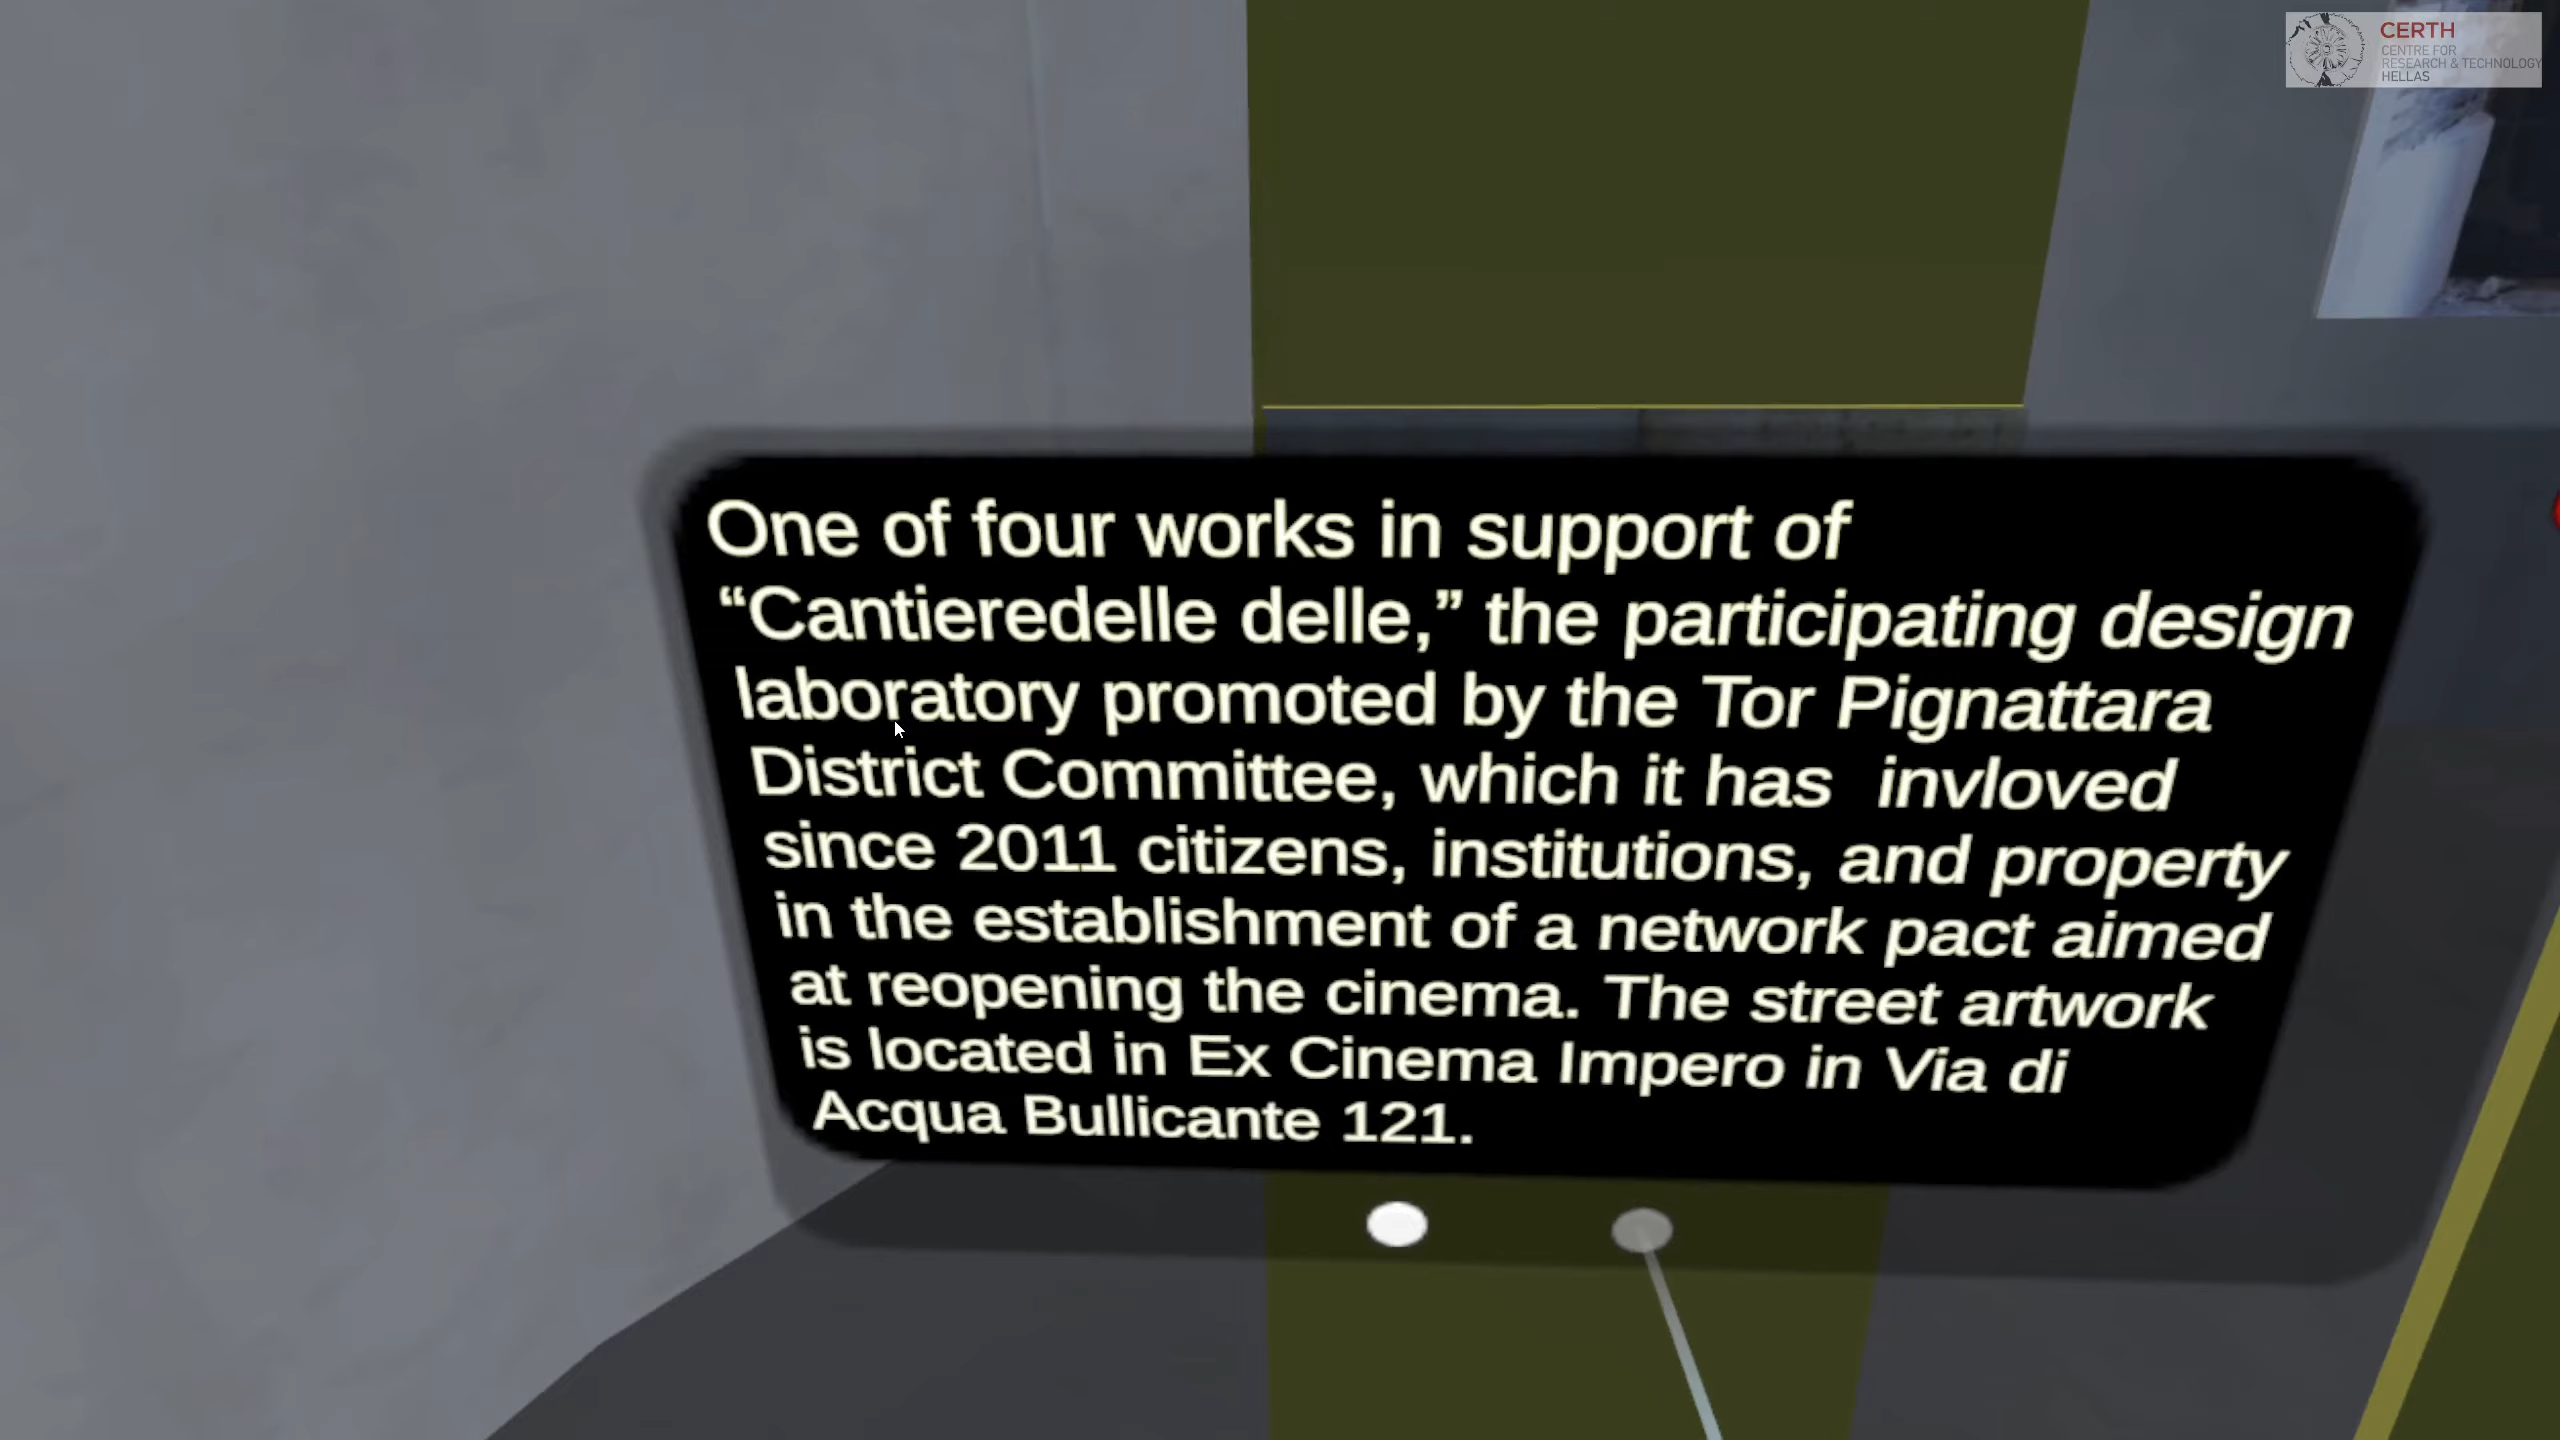 CERTH
CENTRE FOR
RESEARCH & TECHNOLOGY
HELLAS
One of four works in support of
“Cantieredelle delle,” the participating design
laboratory promoted by the Tor Pignattara
District Committee, which it has  invloved
since 2011 citizens, institutions, and property
in the establishment of a network pact aimed
at reopening the cinema. The street artwork
is located in Ex Cinema Impero in Via di
Acqua Bullicante 121.